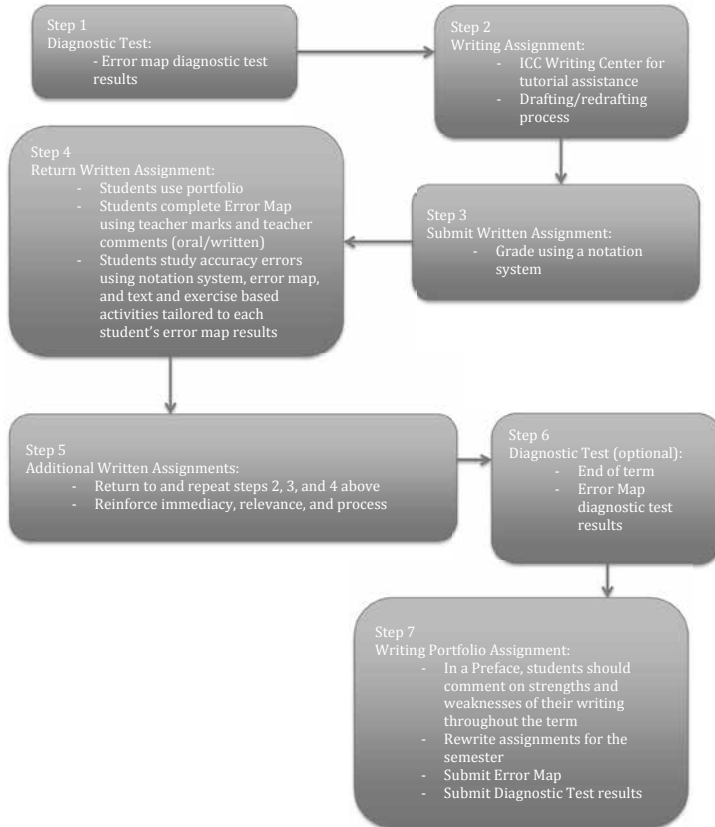 Step 1
Diagnostic Test:
- Error map diagnostic test
results
Step 2
Writing Assignment:
- ICC Writing Center for
tutorial assistance
- Drafting/redrafting
process
Step 3
Submit Written Assignment:
- Grade using a notation
system
Step 4
Return Written Assignment:
- Students use portfolio
- Students complete Error Map
using teacher marks and teacher
comments (oral/written)
- Students study accuracy errors
using notation system, error map,
and text and exercise based
activities tailored to each
student's error map results
Step 5
Additional Written Assignments:
- Return to and repeat steps 2, 3, and 4 above
- Reinforce immediacy, relevance, and process
Step 6
Diagnostic Test (optional):
- End of term
- Error Map
diagnostic test
results
Step 7
Writing Portfolio Assignment:
- In a Preface, students should
comment on strengths and
weaknesses of their writing
throughout the term
- Rewrite assignments for the
semester
- Submit Error Map
- Submit Diagnostic Test results